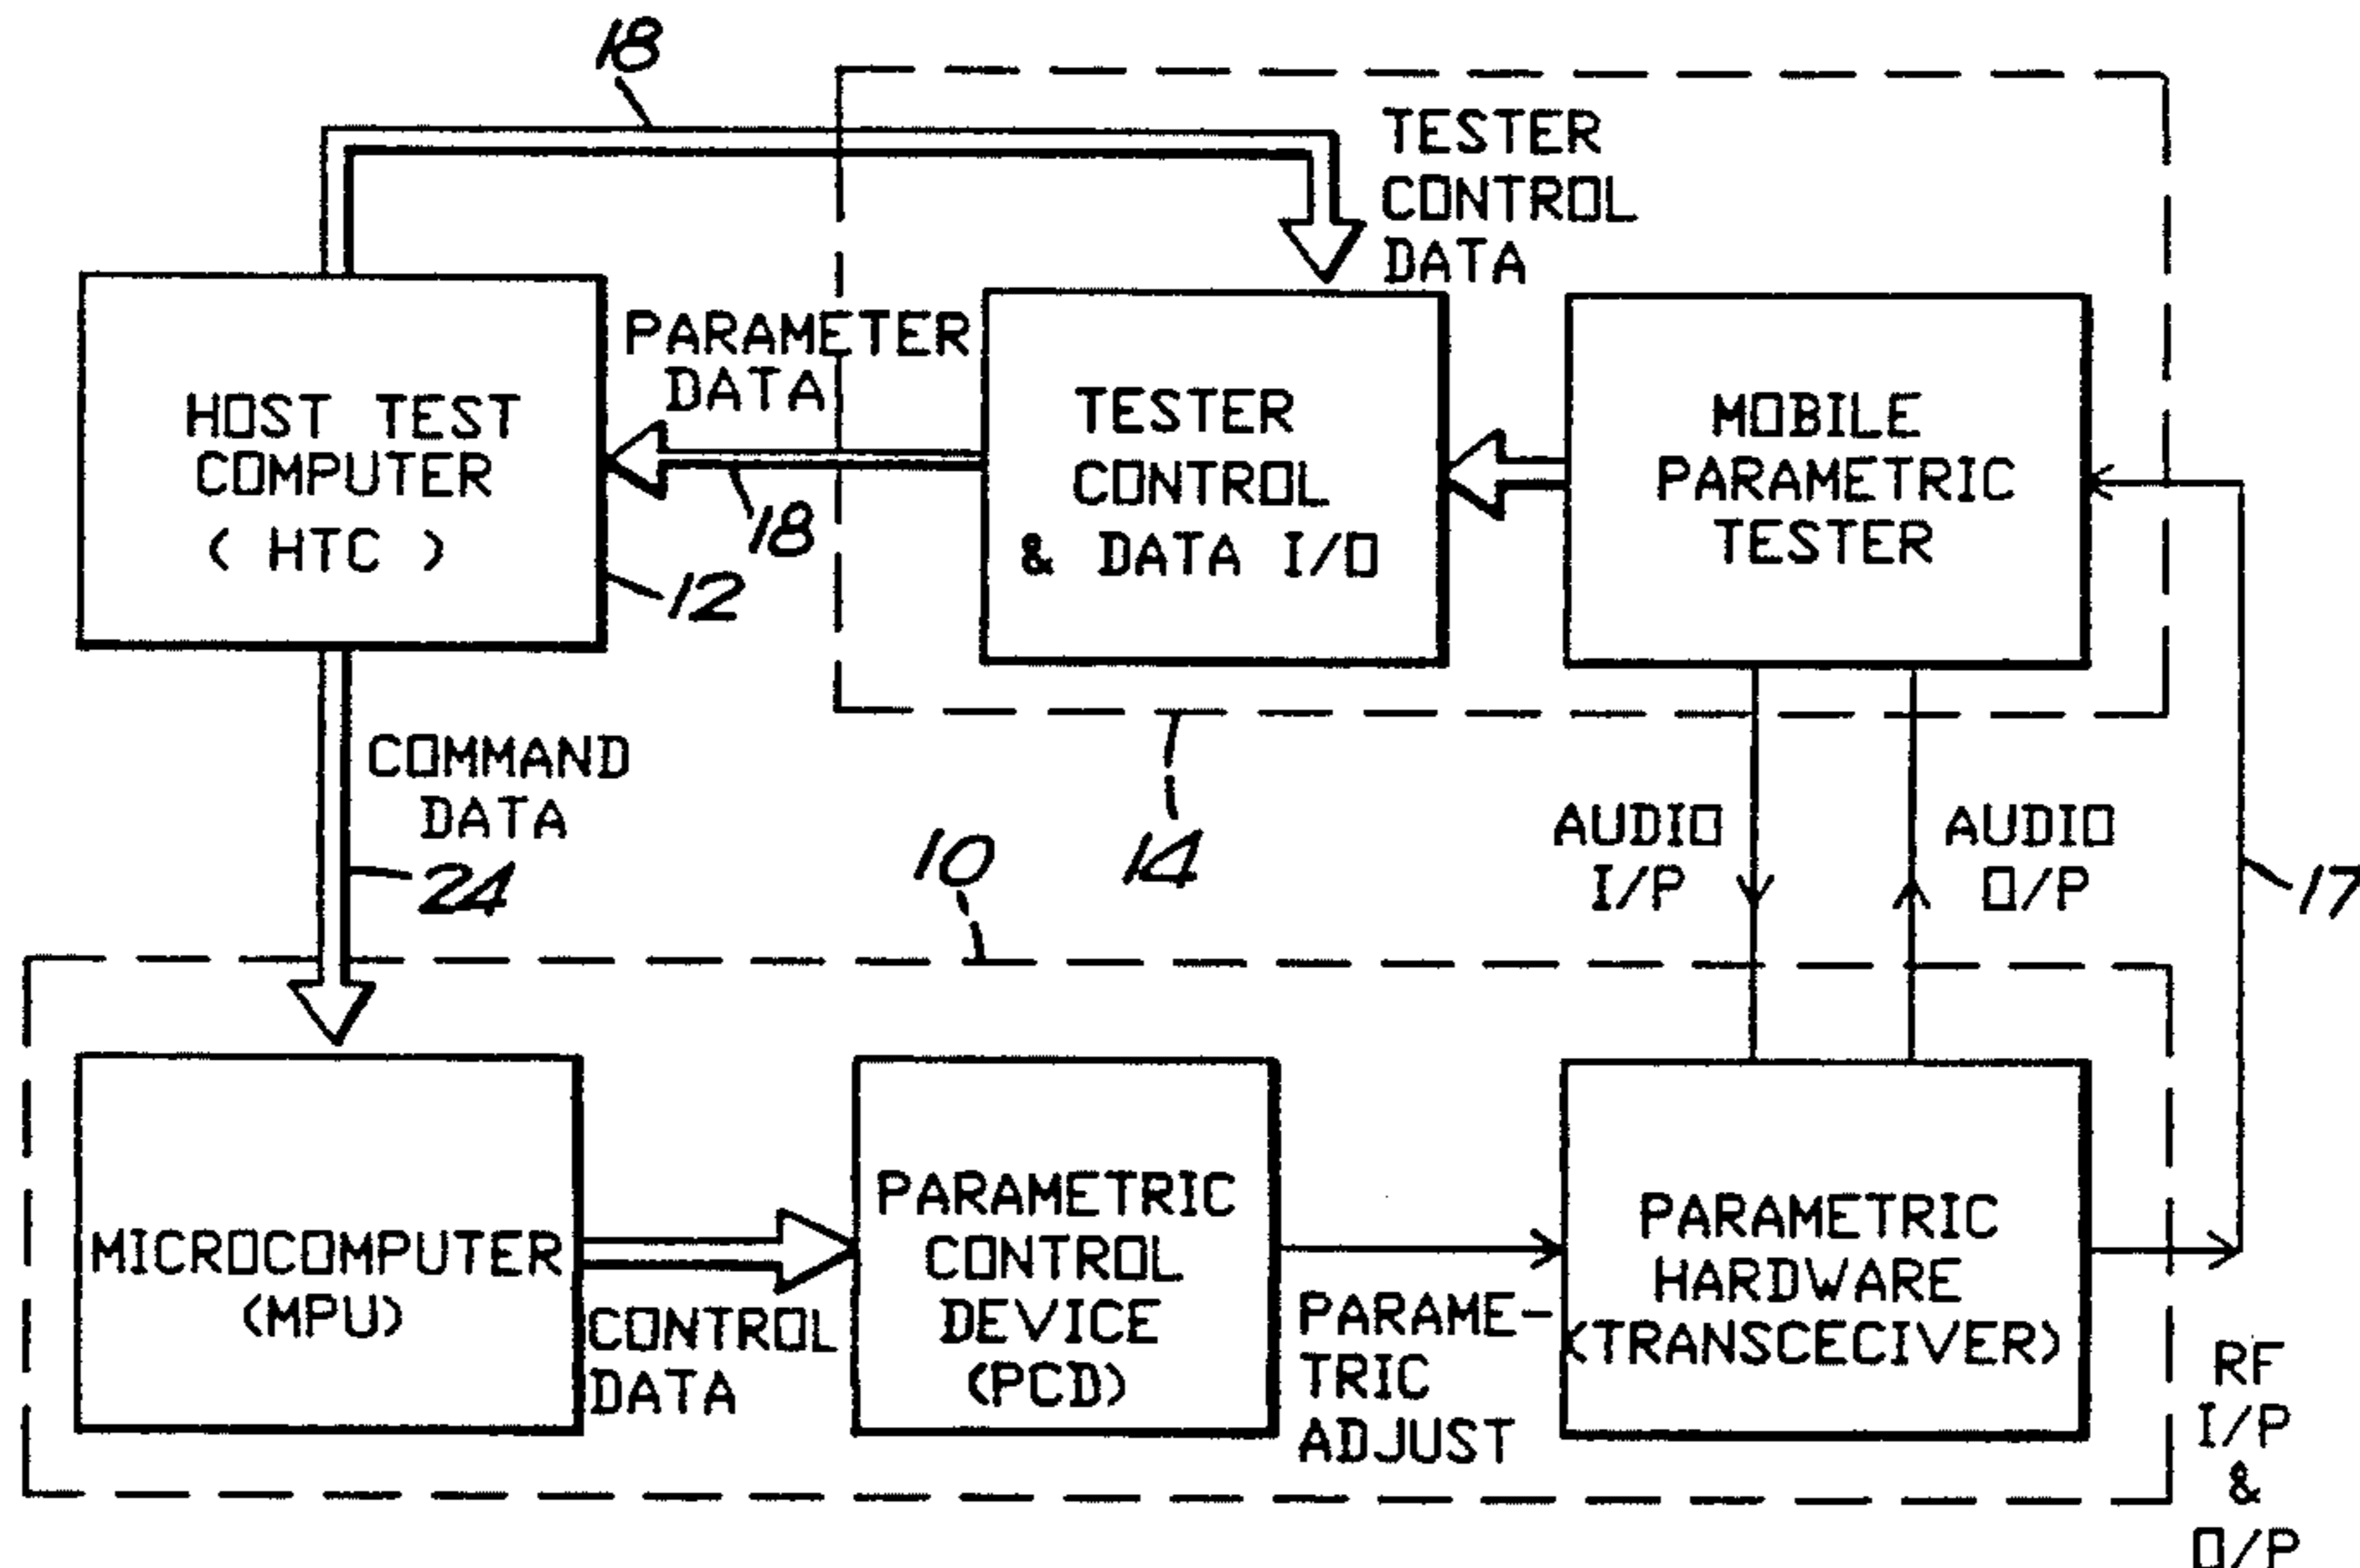 18
TESTER
CONTROL
DATA
PARAMETER
DATA
HOST TEST
COMPUTER
( HTC )
18
12
TESTER
CONTROL
& DATA I/O
MOBILE
PARAMETRIC
TESTER
COMMAND
DATA
24
10
14
AUDIO
I/P
AUDIO
O/P
17
MICROCOMPUTER
(MPU)
CONTROL
DATA
PARAMETRIC
CONTROL
DEVICE
(PCD)
PARAME-
TRIC
ADJUST
PARAMETRIC
HARDWARE
(TRANSCECIVER)
RF
I/P
&
O/P